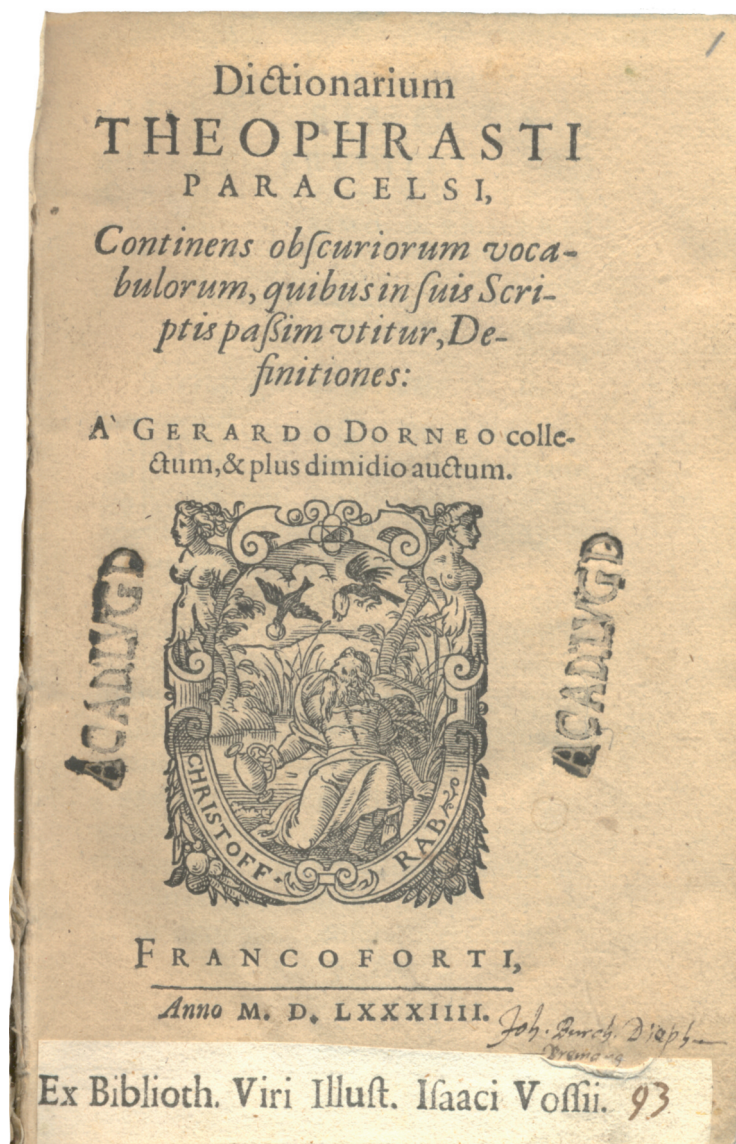 1
Dictionarium
THEOPHRASTI
PARACELSI,
Continens obſcuriorum voca-
bulorum, quibus in ſuis Scri-
ptis paßim vtitur, De-
finitiones:
A` GERARDO DORNEO colle-
ctum, & plus dimidio auctum.
ACAD. LVGD
ACAD. LVGD
CHRISTOFF. RAB
FRANCOFORTI,
Anno M. D. LXXXIIII.
Joh. Burch.
Ex Biblioth. Viri Illuſt. Iſaaci Voſſii. 93